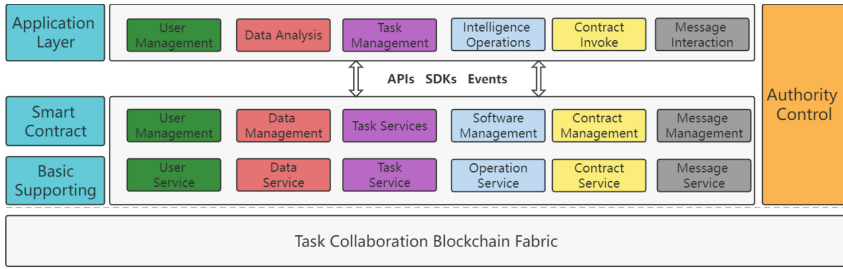 Application
Layer
User
Management
Data Analysis
Task
Management
Intelligence
Operations
Contract
Invoke
Message
Interaction
APIs SDKs Events
Authority
Control
Smart
Contract
User
Management
Data
Management
Task Services
Software
Management
Contract
Management
Message
Management
Basic
Supporting
User
Service
Data
Service
Task
Service
Operation
Service
Contract
Service
Message
Service
Task Collaboration Blockchain Fabric